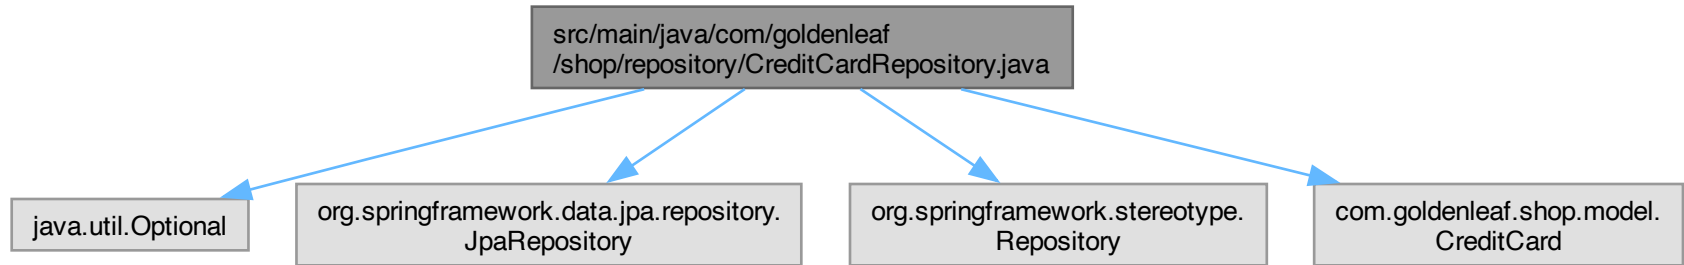 src/main/java/com/goldenleaf
/shop/repository/CreditCardRepository.java
java.util.Optional
org.springframework.data.jpa.repository.
JpaRepository
org.springframework.stereotype.
Repository
com.goldenleaf.shop.model.
CreditCard